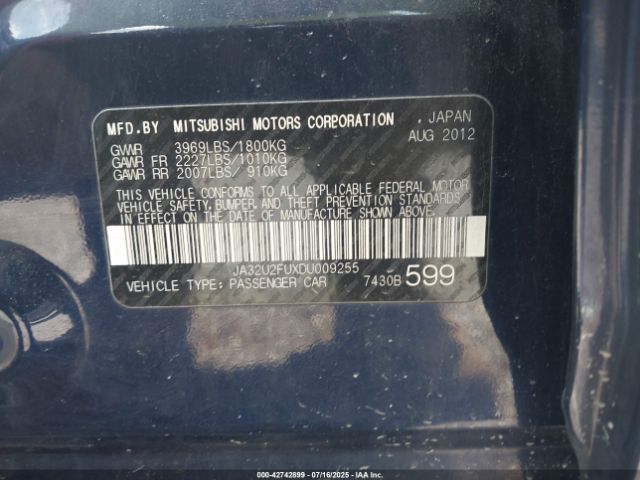 MFD.BY MITSUBISHI MOTORS CORPORATION , JAPAN
AUG 2012
GVWR 3969LBS/1800KG
GAWR FR 2227LBS/1010KG
GAWR RR 2007LBS/ 910KG
THIS VEHICLE CONFORMS TO ALL APPLICABLE FEDERAL MOTOR
VEHICLE SAFETY, BUMPER AND THEFT PREVENTION STANDARDS
IN EFFECT ON THE DATE OF MANUFACTURE SHOWN ABOVE.
JA32U2FUXDU009255
VEHICLE TYPE: PASSENGER CAR 7430B 599
000-42742899 - 07/16/2025 - IAA Inc.